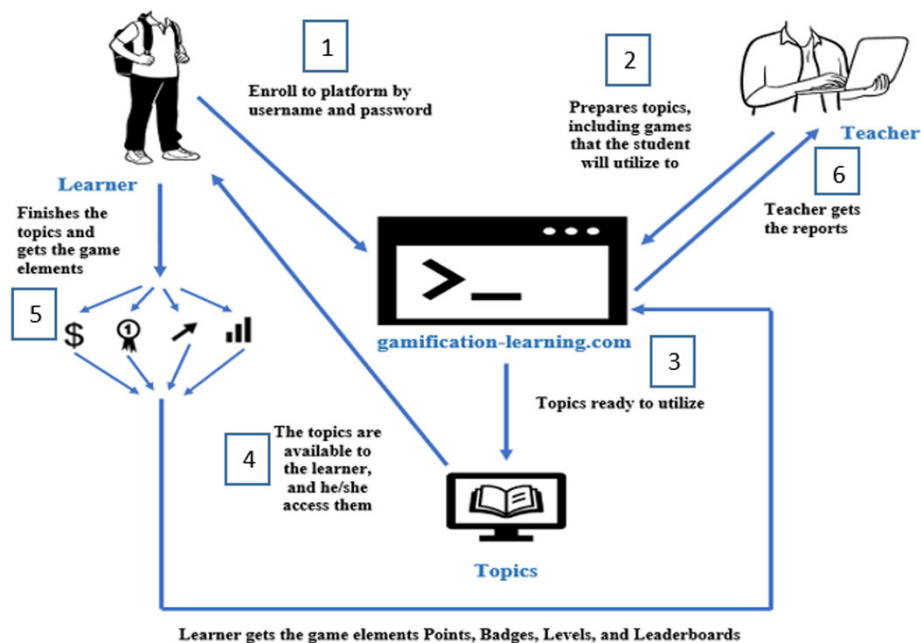 1
Enroll to platform by
username and password
2
Prepares topics,
including games
that the student
will utilize to
Teacher
6
Teacher gets
the reports
Learner
Finishes the
topics and
gets the game
elements
5
$
1
>_
gamification-learning.com
3
Topics ready to utilize
4
The topics are
available to
the learner,
and he/she
access them
Topics
Learner gets the game elements Points, Badges, Levels, and Leaderboards